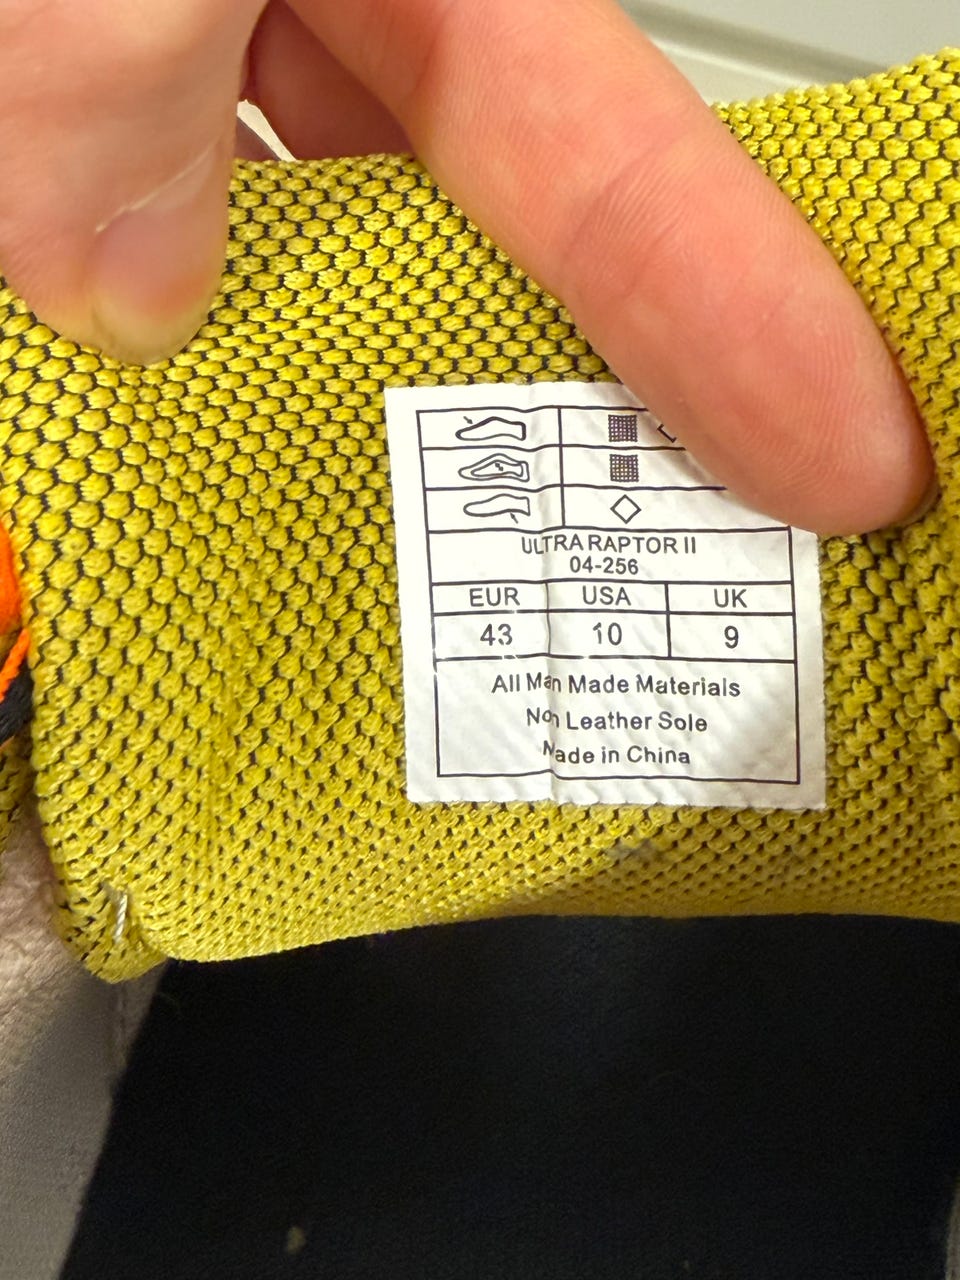 ULTRA RAPTOR II
04-256
EUR USA UK
43 10 9
All Man Made Materials
Non Leather Sole
Made in China